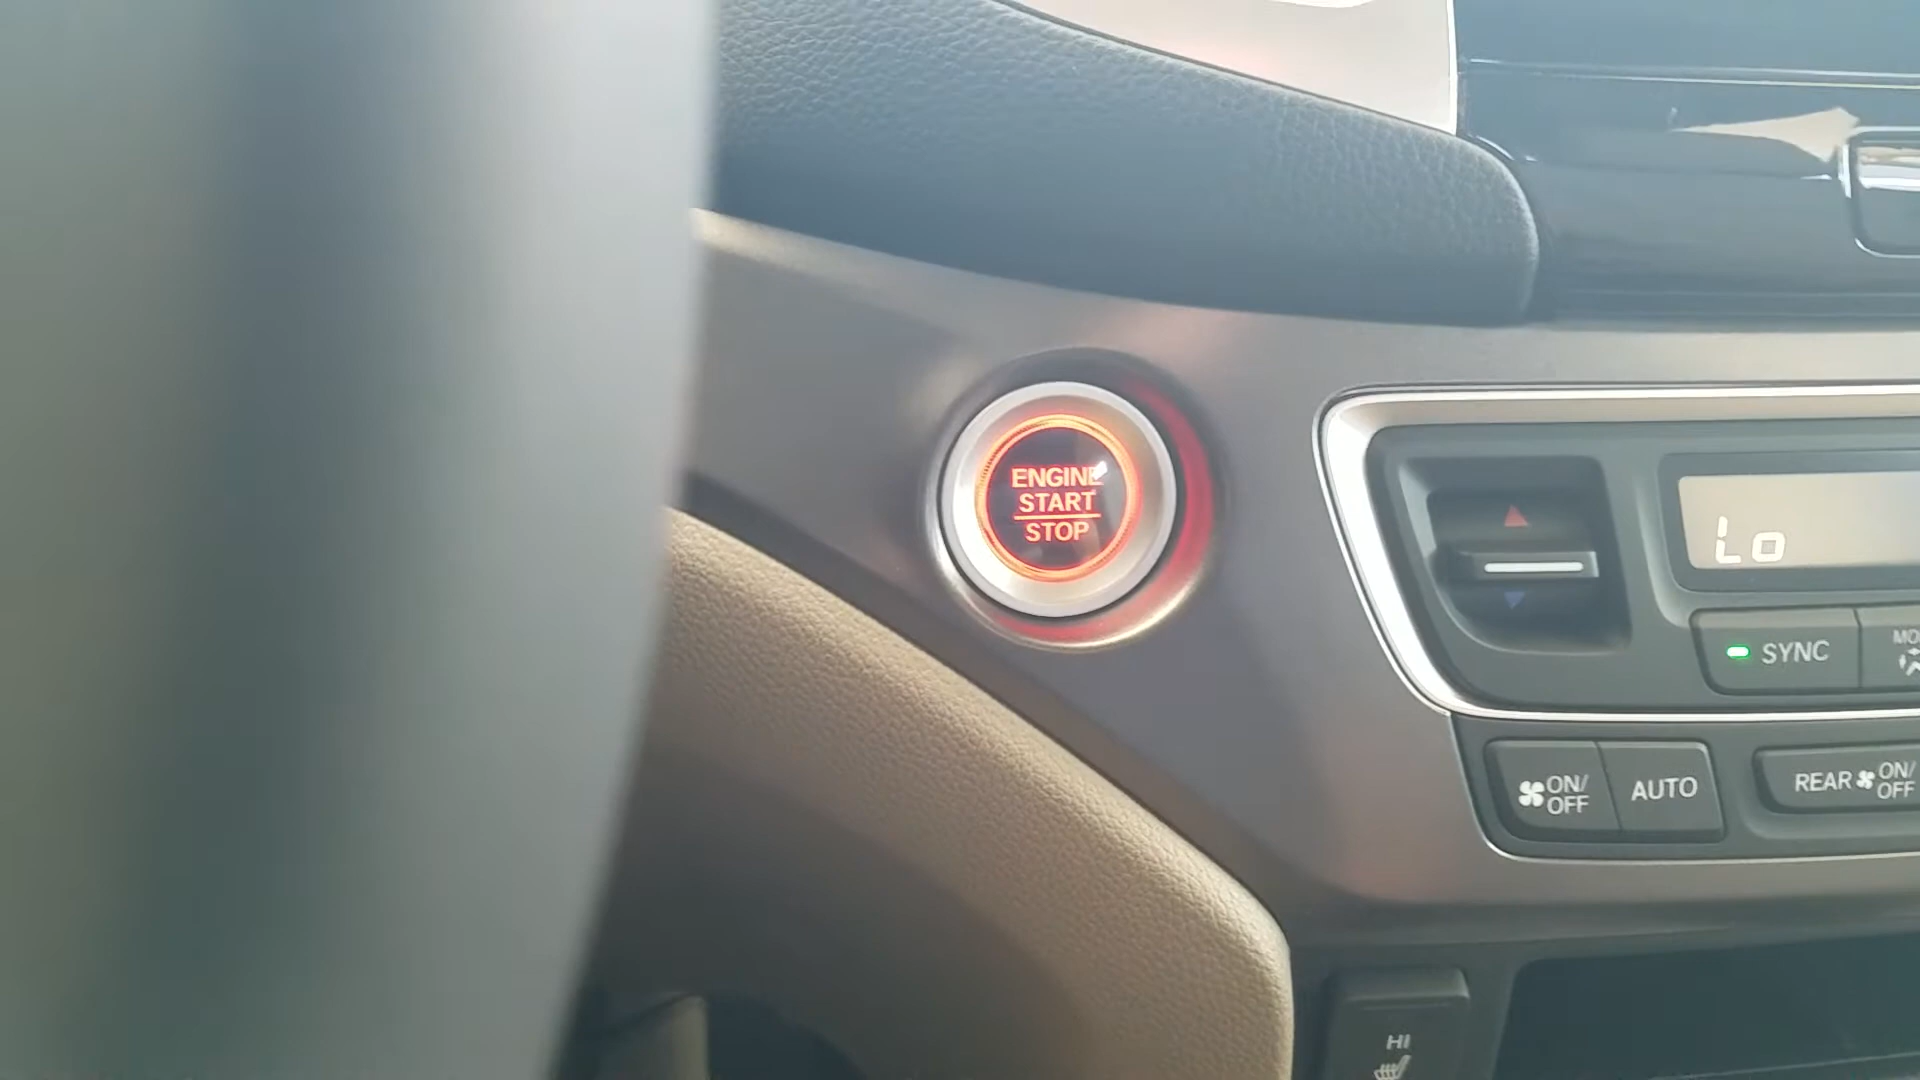 ENGINE
START
STOP
Lo
SYNC
ON/
OFF
AUTO
REAR ON/
OFF
HI